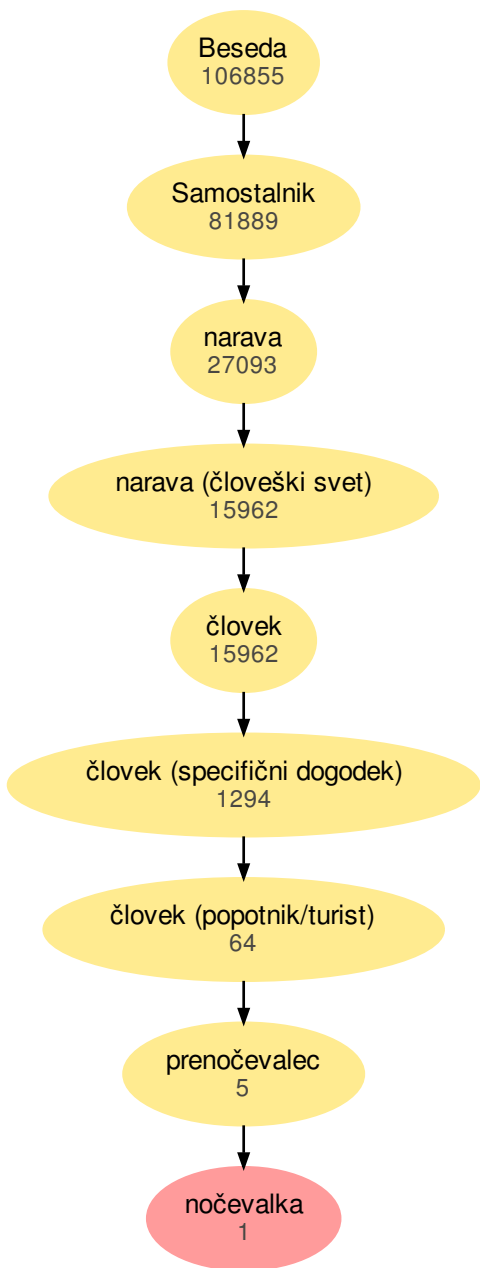 Beseda
106855
Samostalnik
81889
narava
27093
narava (človeški svet)
15962
človek
15962
človek (specifični dogodek)
1294
človek (popotnik/turist)
64
prenočevalec
5
nočevalka
1